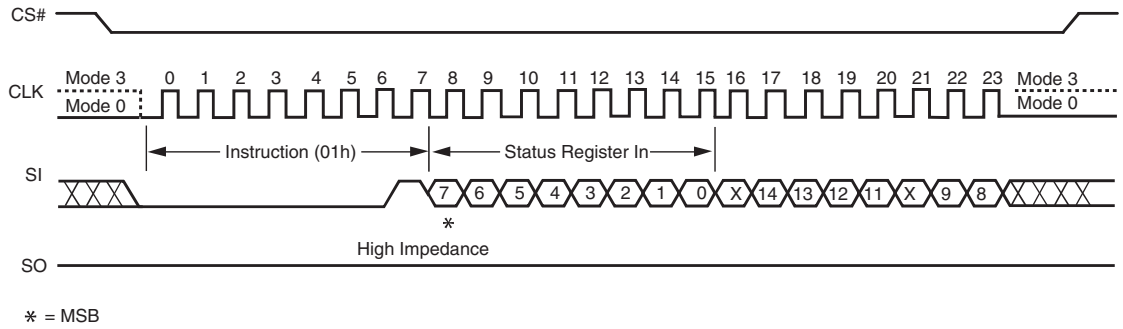 CS#
Mode 3 0 1 2 3 4 5 6 7 8 9 10 11 12 13 14 15 16 17 18 19 20 21 22 23 Mode 3
CLK
Mode 0 Mode 0
Instruction (01h) Status Register In
SI
7 6 5 4 3 2 1 0 X 14 13 12 11 X 9 8
*
High Impedance
SO
* = MSB